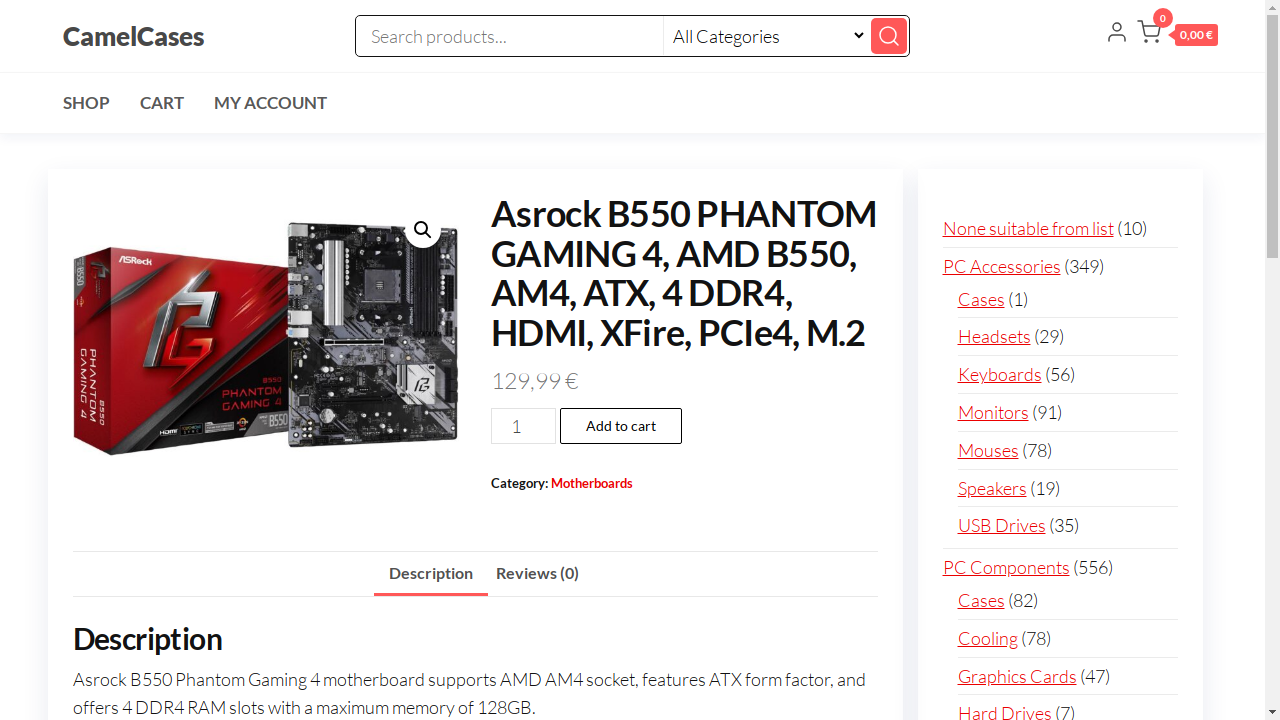 CamelCases
Search products...
All Categories
0
0,00 €
SHOP
CART
MY ACCOUNT
ASRock
B550
PHANTOM
GAMING 4
PHANTOM
GAMING 4
HDMI
B550
Asrock B550 PHANTOM
GAMING 4, AMD B550,
AM4, ATX, 4 DDR4,
HDMI, XFire, PCIe4, M.2
129,99 €
1
Add to cart
Category: Motherboards
Description
Reviews (0)
Description
Asrock B550 Phantom Gaming 4 motherboard supports AMD AM4 socket, features ATX form factor, and
offers 4 DDR4 RAM slots with a maximum memory of 128GB.
None suitable from list (10)
PC Accessories (349)
Cases (1)
Headsets (29)
Keyboards (56)
Monitors (91)
Mouses (78)
Speakers (19)
USB Drives (35)
PC Components (556)
Cases (82)
Cooling (78)
Graphics Cards (47)
Hard Drives (7)